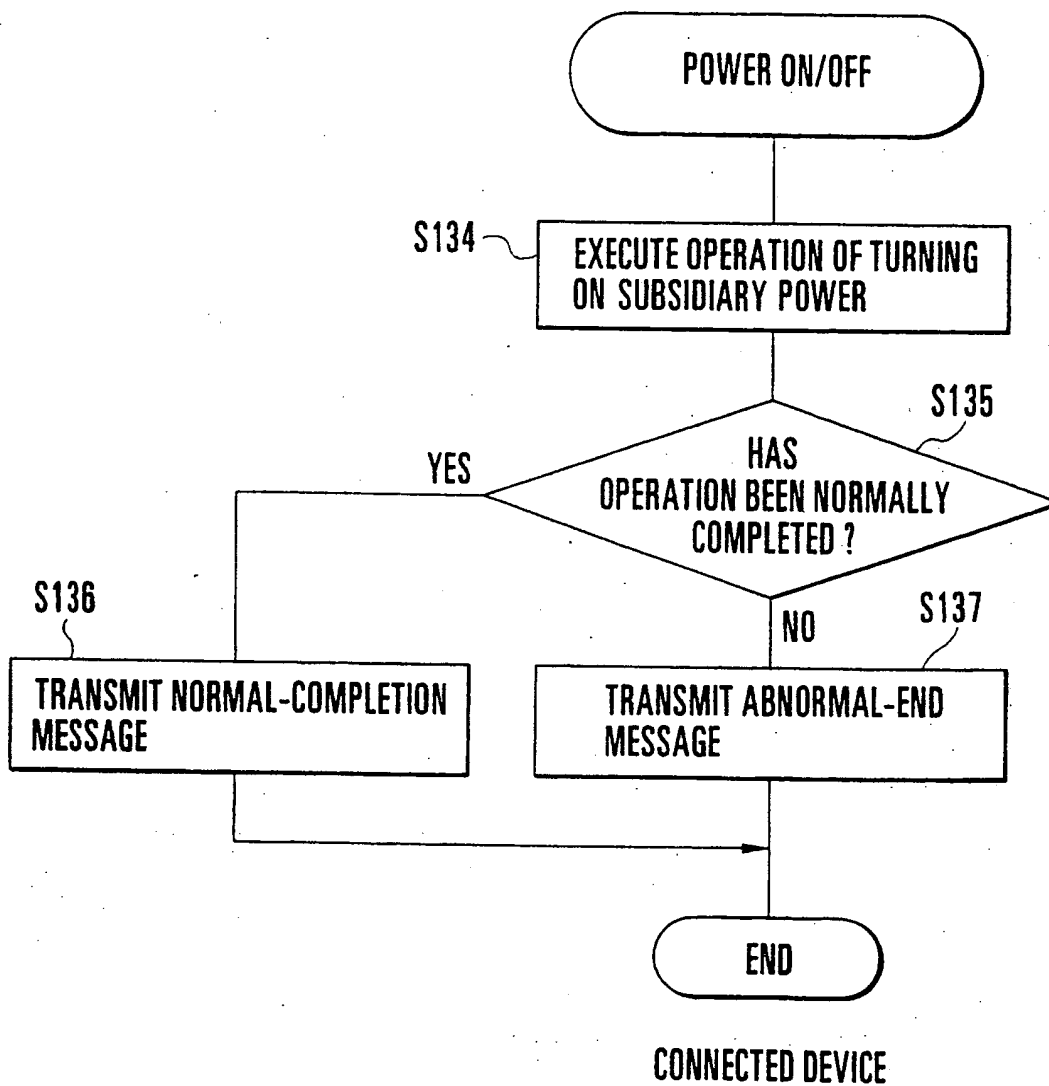 POWER ON/OFF
S134
EXECUTE OPERATION OF TURNING
ON SUBSIDIARY POWER
S135
YES
HAS
OPERATION BEEN NORMALLY
COMPLETED ?
S136
NO
S137
TRANSMIT NORMAL-COMPLETION
MESSAGE
TRANSMIT ABNORMAL-END
MESSAGE
END
CONNECTED DEVICE